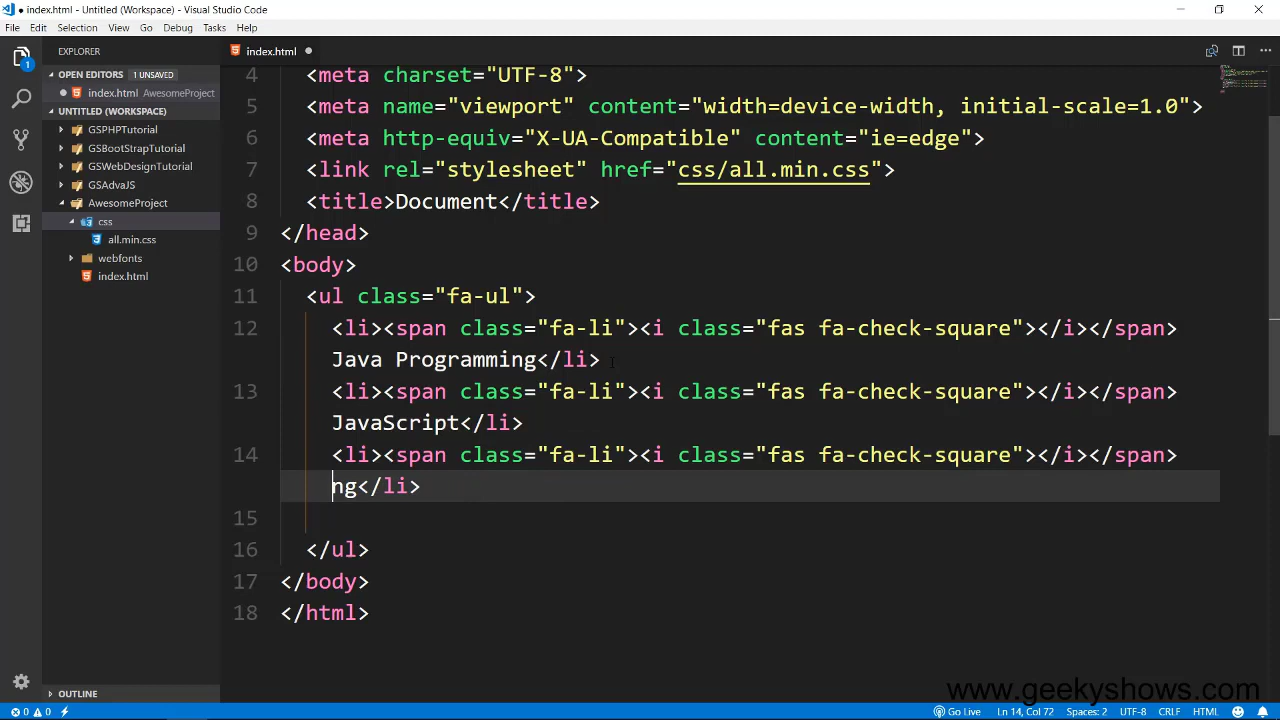 ● index.html - Untitled (Workspace) - Visual Studio Code
File Edit Selection View Go Debug Tasks Help
EXPLORER
index.html ●
OPEN EDITORS 1 UNSAVED
● index.html AwesomeProject
UNTITLED (WORKSPACE)
GSPHPTutorial
GSBootStrapTutorial
GSWebDesignTutorial
GSAdvaJS
AwesomeProject
css
all.min.css
webfonts
index.html
OUTLINE
4 <meta charset="UTF-8">
5 <meta name="viewport" content="width=device-width, initial-scale=1.0">
6 <meta http-equiv="X-UA-Compatible" content="ie=edge">
7 <link rel="stylesheet" href="css/all.min.css">
8 <title>Document</title>
9 </head>
10 <body>
11 <ul class="fa-ul">
12 <li><span class="fa-li"><i class="fas fa-check-square"></i></span>
Java Programming</li>
13 <li><span class="fa-li"><i class="fas fa-check-square"></i></span>
JavaScript</li>
14 <li><span class="fa-li"><i class="fas fa-check-square"></i></span>
ng</li>
15
16 </ul>
17 </body>
18 </html>
www.geekyshows.com
0 0 Go Live Ln 14, Col 72 Spaces: 2 UTF-8 CRLF HTML
1